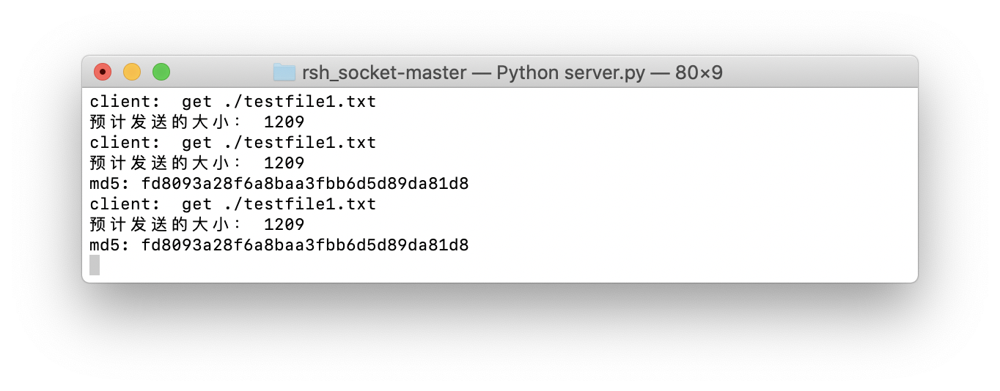 rsh_socket-master — Python server.py — 80×9
client:  get ./testfile1.txt
预计发送的大小： 1209
client:  get ./testfile1.txt
预计发送的大小： 1209
md5: fd8093a28f6a8baa3fbb6d5d89da81d8
client:  get ./testfile1.txt
预计发送的大小： 1209
md5: fd8093a28f6a8baa3fbb6d5d89da81d8